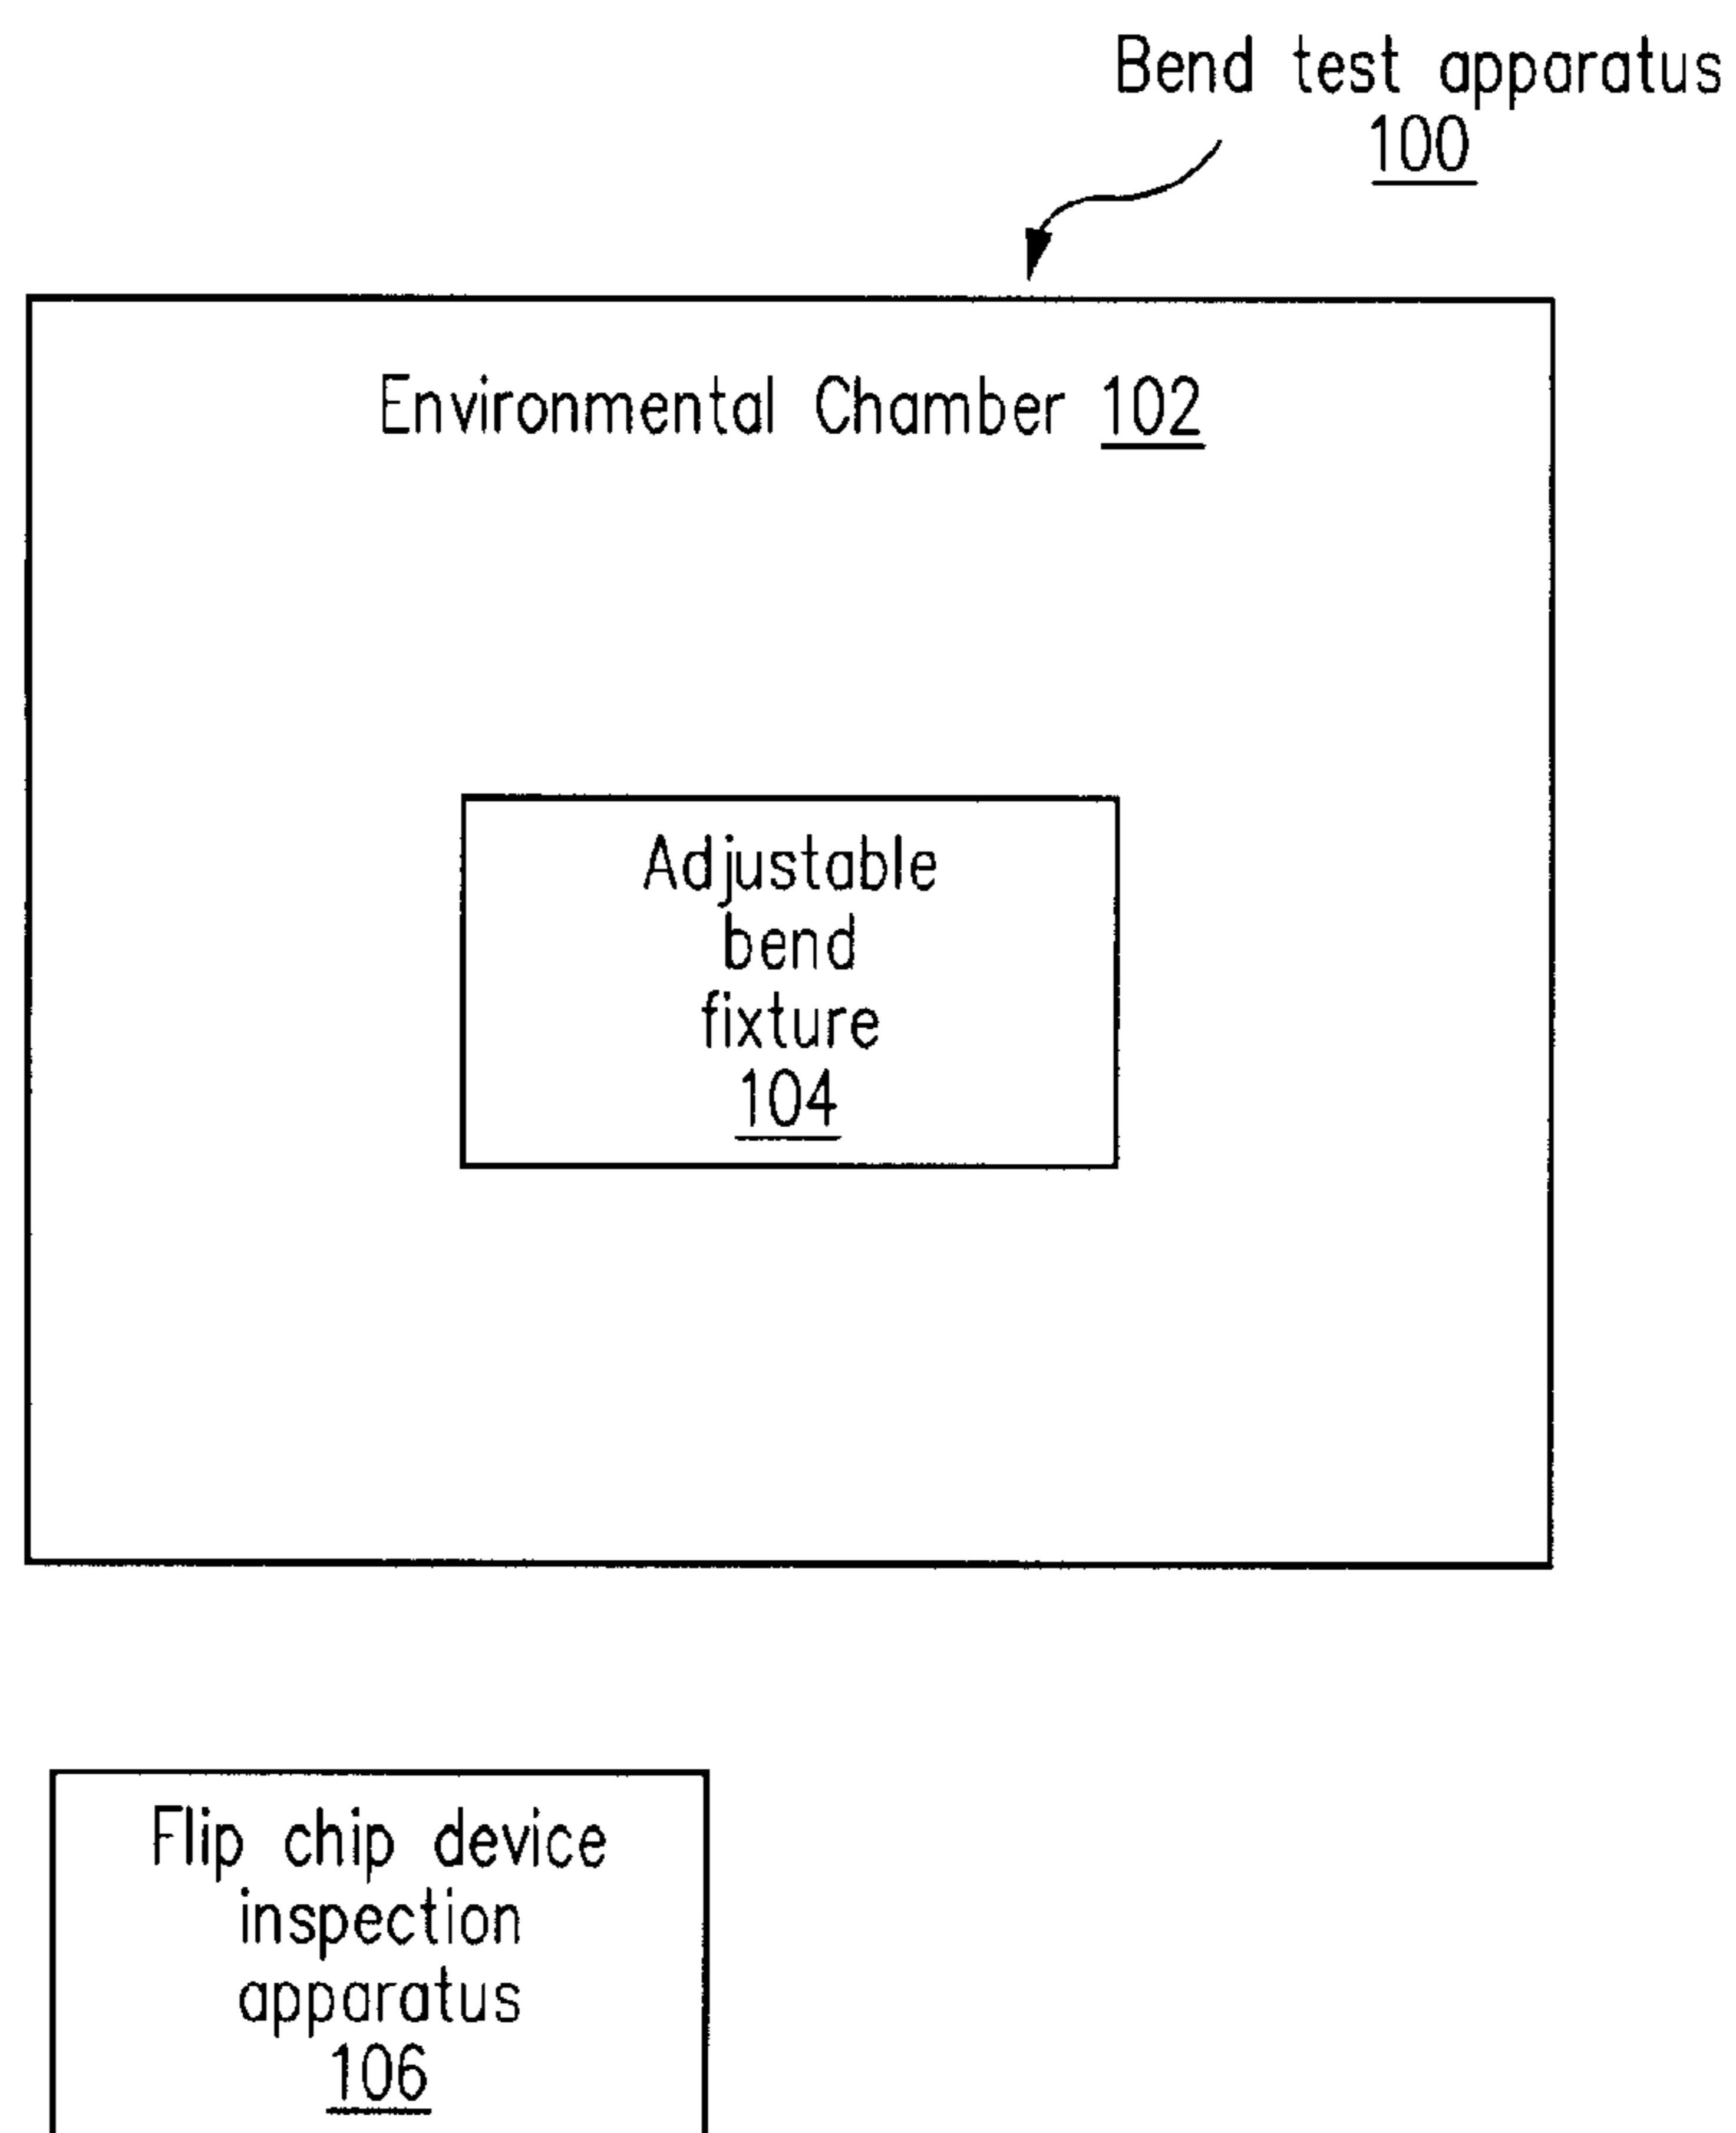 Bend test apparatus
100
Environmental Chamber 102
Adjustable
bend
fixture
104
Flip chip device
inspection
apparatus
106